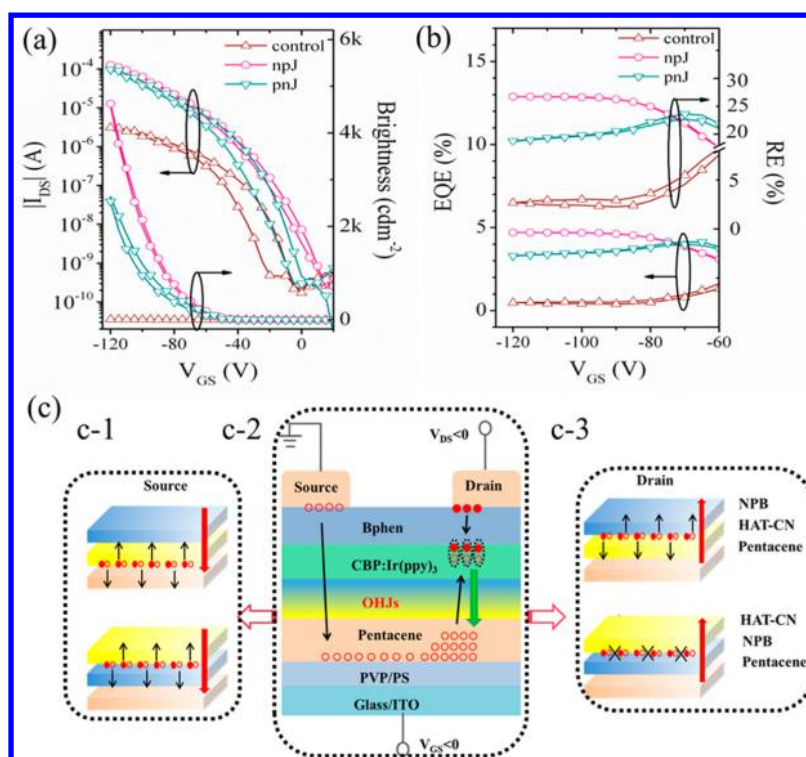 (a)
control
npJ
pnJ
6k
4k
2k
0
10⁻⁴
10⁻⁵
10⁻⁶
10⁻⁷
10⁻⁸
10⁻⁹
10⁻¹⁰
|I_DS| (A)
Brightness (cdm⁻²)
-120
-80
-40
0
V_GS (V)
(b)
control
npJ
pnJ
15
10
5
0
EQE (%)
30
20
5
0
RE (%)
-120
-100
-80
-60
V_GS (V)
(c)
c-1
c-2
c-3
V_DS<0
Source
Source
Drain
Drain
Bphen
CBP:Ir(ppy)₃
OHJs
Pentacene
PVP/PS
Glass/ITO
V_GS<0
NPB
HAT-CN
Pentacene
HAT-CN
NPB
Pentacene